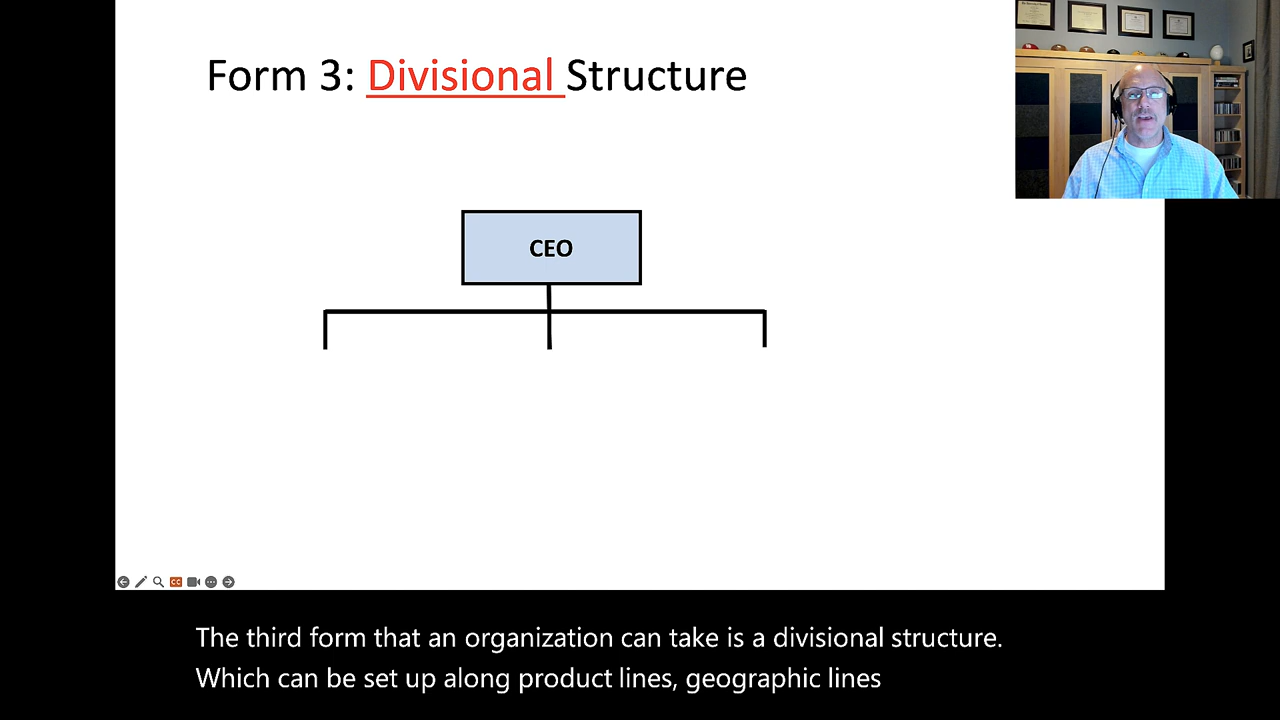 Form 3: Divisional Structure
CEO
CC
The third form that an organization can take is a divisional structure.
Which can be set up along product lines, geographic lines